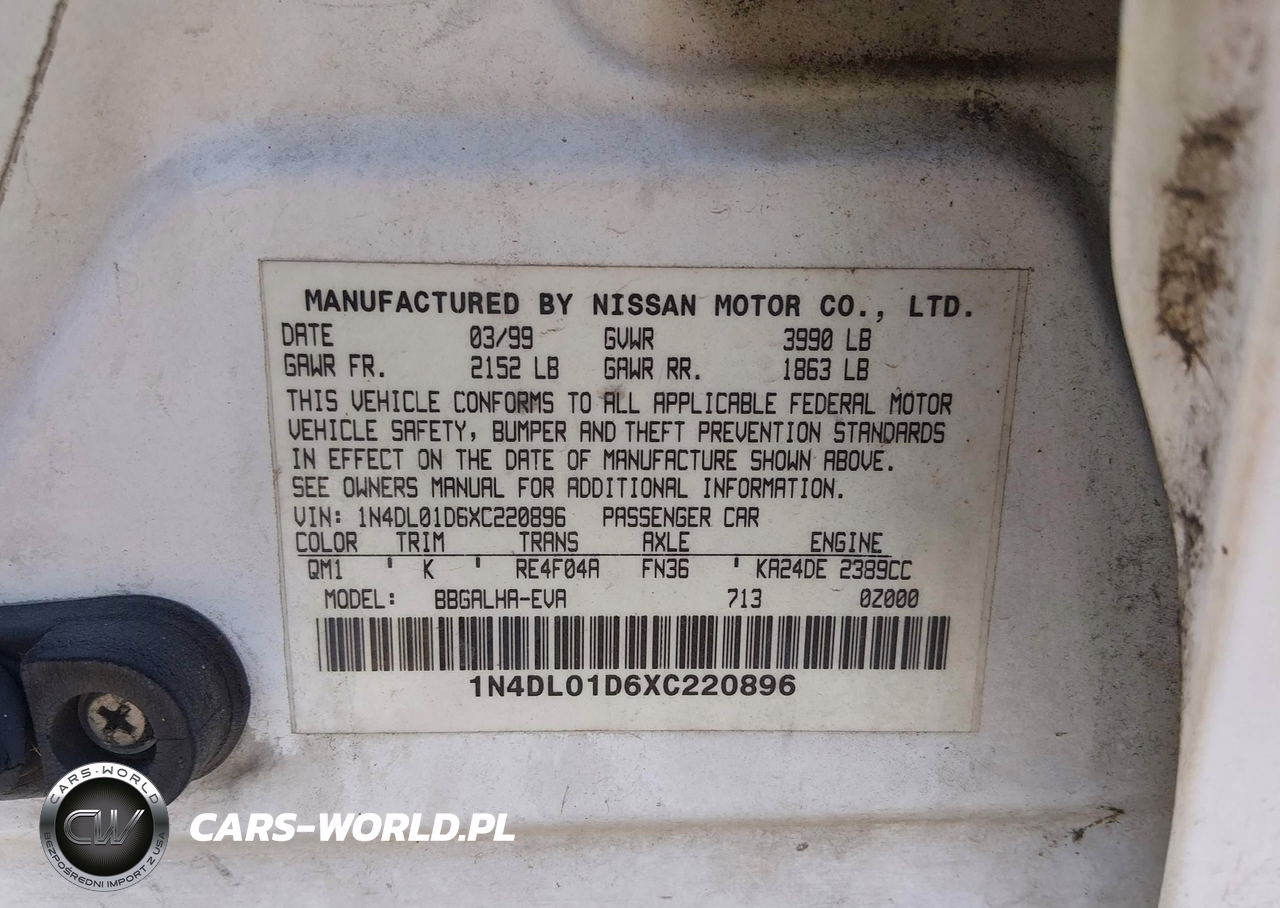 MANUFACTURED BY NISSAN MOTOR CO., LTD.
DATE 03/99 GVWR 3990 LB
GAWR FR. 2152 LB GAWR RR. 1863 LB
THIS VEHICLE CONFORMS TO ALL APPLICABLE FEDERAL MOTOR
VEHICLE SAFETY, BUMPER AND THEFT PREVENTION STANDARDS
IN EFFECT ON THE DATE OF MANUFACTURE SHOWN ABOVE.
SEE OWNERS MANUAL FOR ADDITIONAL INFORMATION.
VIN: 1N4DL01D6XC220896 PASSENGER CAR
COLOR TRIM TRANS AXLE ENGINE
QM1 ' K ' RE4F04A FN36 ' KA24DE 2389CC
MODEL: BBGALHA-EVA 713 0Z000
1N4DL01D6XC220896
CARS-WORLD
CW
BEZPOŚREDNI IMPORT Z USA
CARS-WORLD.PL